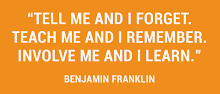 “TELL ME AND I FORGET.
TEACH ME AND I REMEMBER.
INVOLVE ME AND I LEARN.”
BENJAMIN FRANKLIN